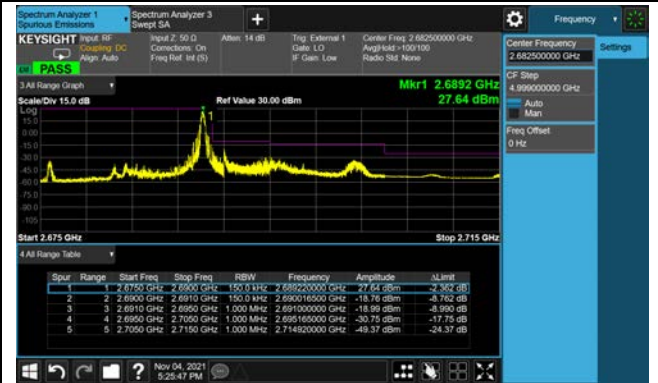 Spectrum Analyzer 1
Spurious Emissions
Spectrum Analyzer 3
Swept SA
Frequency
KEYSIGHT
Input: RF
Coupling: DC
Align: Auto
Input Z: 50 Ω
Corrections: On
Freq Ref: Int (S)
Atten: 14 dB
Trig: External 1
Gate: LO
IF Gain: Low
Center Freq: 2.682500000 GHz
Avg|Hold:>100/100
Radio Std: None
PASS
Center Frequency
2.682500000 GHz
Settings
CF Step
4.999000000 GHz
Auto
Man
Freq Offset
0 Hz
3 All Range Graph
Mkr1 2.6892 GHz
Scale/Div 15.0 dB
Ref Value 30.00 dBm
27.64 dBm
Log
15.0
0.00
-15.0
-30.0
-45.0
-60.0
-75.0
-90.0
-105
1
Start 2.675 GHz
Stop 2.715 GHz
4 All Range Table
Spur Range Start Freq Stop Freq RBW Frequency Amplitude ΔLimit
1 1 2.6750 GHz 2.6900 GHz 150.0 kHz 2.689220000 GHz 27.64 dBm -2.362 dB
2 2 2.6900 GHz 2.6910 GHz 150.0 kHz 2.690016500 GHz -18.76 dBm -8.762 dB
3 3 2.6910 GHz 2.6950 GHz 1.000 MHz 2.691000000 GHz -18.99 dBm -8.990 dB
4 4 2.6950 GHz 2.7050 GHz 1.000 MHz 2.695165000 GHz -30.75 dBm -17.75 dB
5 5 2.7050 GHz 2.7150 GHz 1.000 MHz 2.714920000 GHz -49.37 dBm -24.37 dB
?
Nov 04, 2021
5:25:47 PM